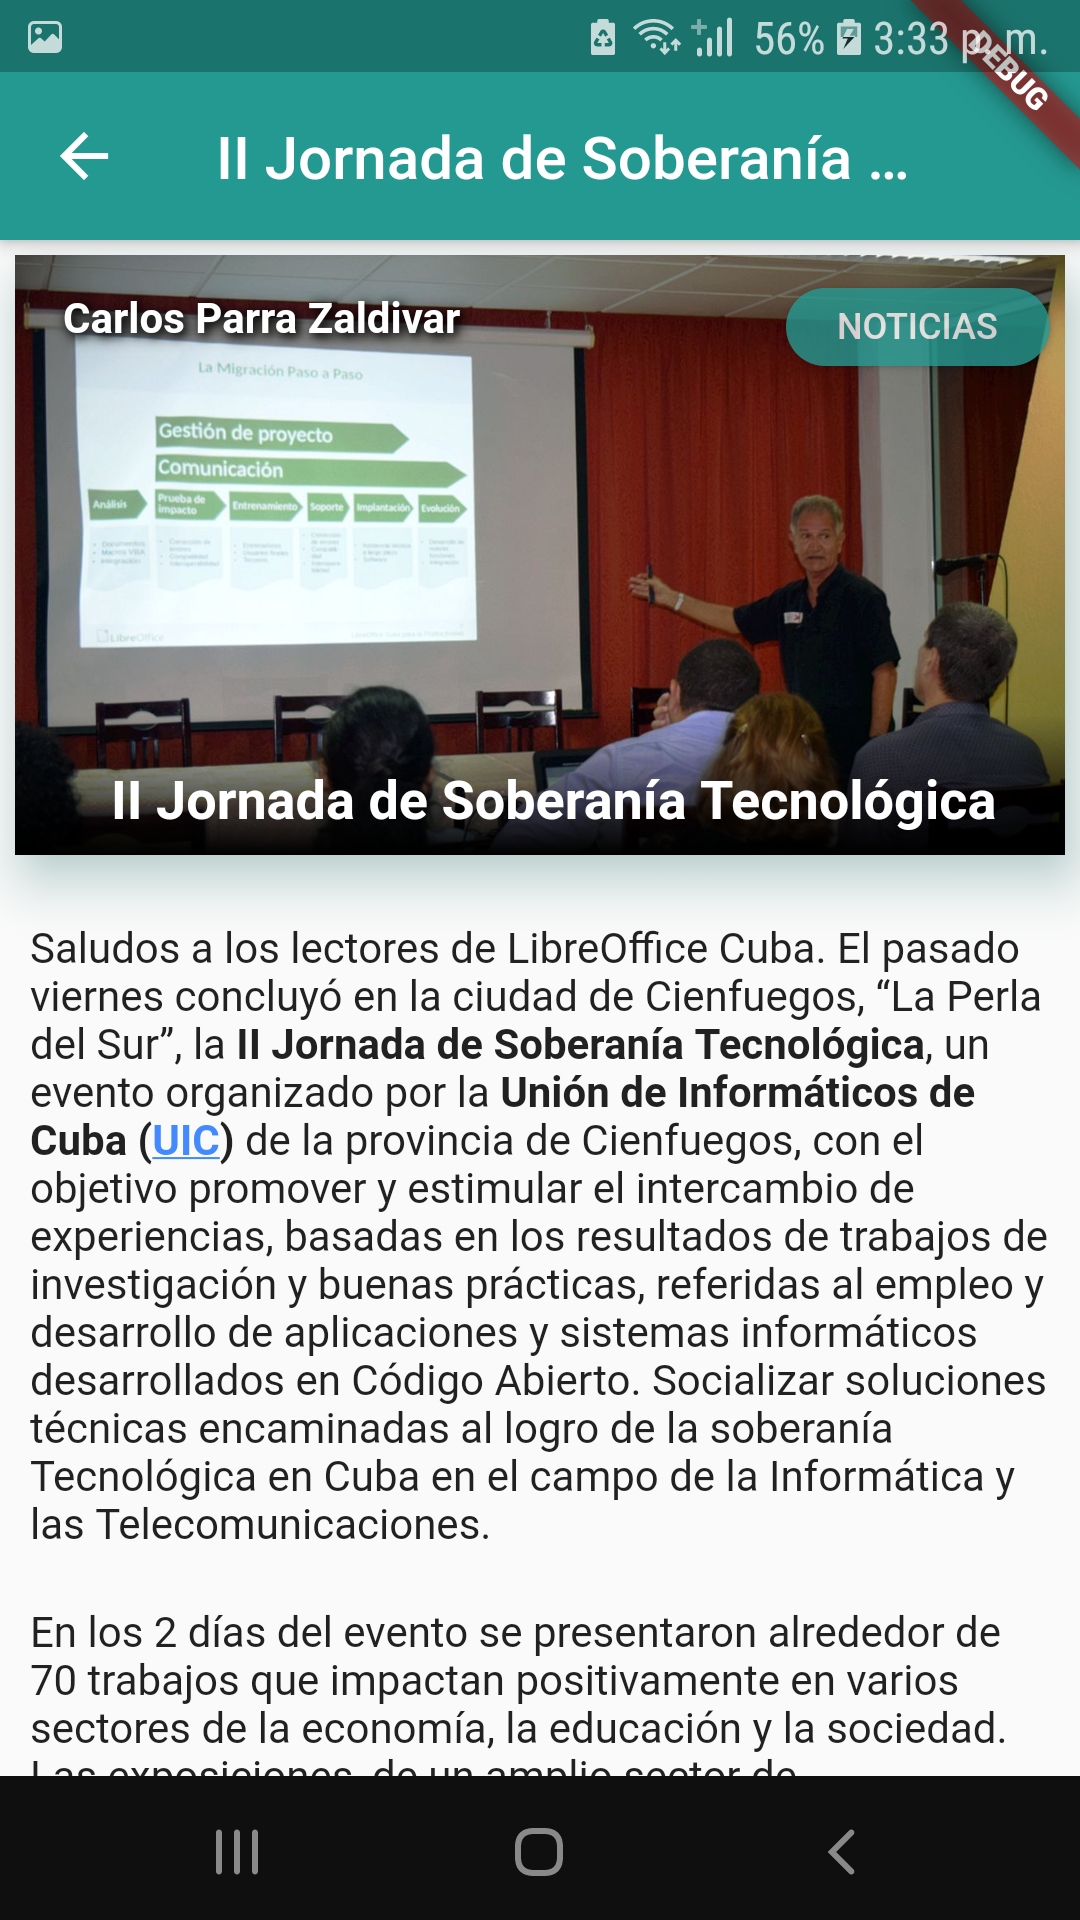 56% 3:33 p. m.
DEBUG
II Jornada de Soberanía ...
Carlos Parra Zaldivar
NOTICIAS
La Migración Paso a Paso
Gestión de proyecto
Comunicación
Análisis
Prueba de impacto
Entrenamiento
Soporte
Implantación
Evolución
LibreOffice
II Jornada de Soberanía Tecnológica
Saludos a los lectores de LibreOffice Cuba. El pasado
viernes concluyó en la ciudad de Cienfuegos, “La Perla
del Sur”, la II Jornada de Soberanía Tecnológica, un
evento organizado por la Unión de Informáticos de
Cuba (UIC) de la provincia de Cienfuegos, con el
objetivo promover y estimular el intercambio de
experiencias, basadas en los resultados de trabajos de
investigación y buenas prácticas, referidas al empleo y
desarrollo de aplicaciones y sistemas informáticos
desarrollados en Código Abierto. Socializar soluciones
técnicas encaminadas al logro de la soberanía
Tecnológica en Cuba en el campo de la Informática y
las Telecomunicaciones.
En los 2 días del evento se presentaron alrededor de
70 trabajos que impactan positivamente en varios
sectores de la economía, la educación y la sociedad.
Las exposiciones, de un amplio sector de